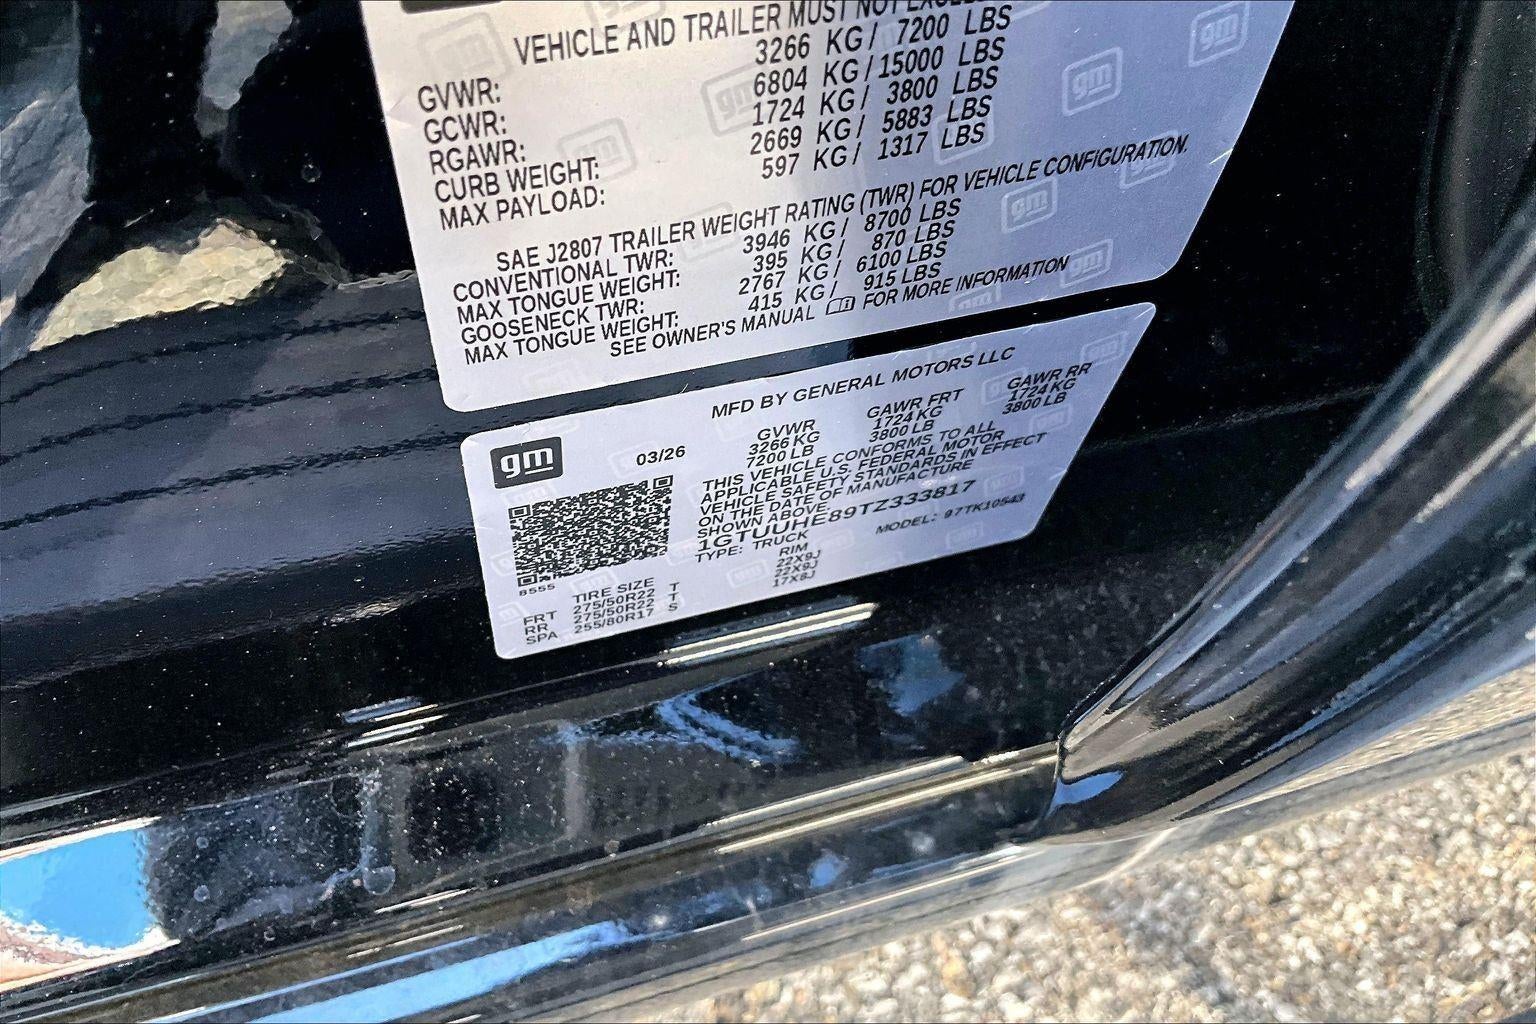 VEHICLE AND TRAILER MUST NOT
GVWR: 3266 KG/ 7200 LBS
GCWR: 6804 KG/ 15000 LBS
RGAWR: 1724 KG/ 3800 LBS
CURB WEIGHT: 2669 KG/ 5883 LBS
MAX PAYLOAD: 597 KG/ 1317 LBS
SAE J2807 TRAILER WEIGHT RATING (TWR) FOR VEHICLE CONFIGURATION.
CONVENTIONAL TWR: 3946 KG/ 8700 LBS
MAX TONGUE WEIGHT: 395 KG/ 870 LBS
GOOSENECK TWR: 2767 KG/ 6100 LBS
MAX TONGUE WEIGHT: 415 KG/ 915 LBS
SEE OWNER'S MANUAL FOR MORE INFORMATION
MFD BY GENERAL MOTORS LLC
gm 03/26
GVWR GAWR FRT GAWR RR
3266 KG 1724 KG 1724 KG
7200 LB 3800 LB 3800 LB
THIS VEHICLE CONFORMS TO ALL
APPLICABLE U.S. FEDERAL MOTOR
VEHICLE SAFETY STANDARDS IN EFFECT
ON THE DATE OF MANUFACTURE
SHOWN ABOVE.
1GTUUHE89TZ333817
TYPE: TRUCK MODEL: 97TK10543
8555
TIRE SIZE RIM
FRT 275/50R22 T 22X9J
RR 275/50R22 T 22X9J
SPA 255/80R17 S 17X8J